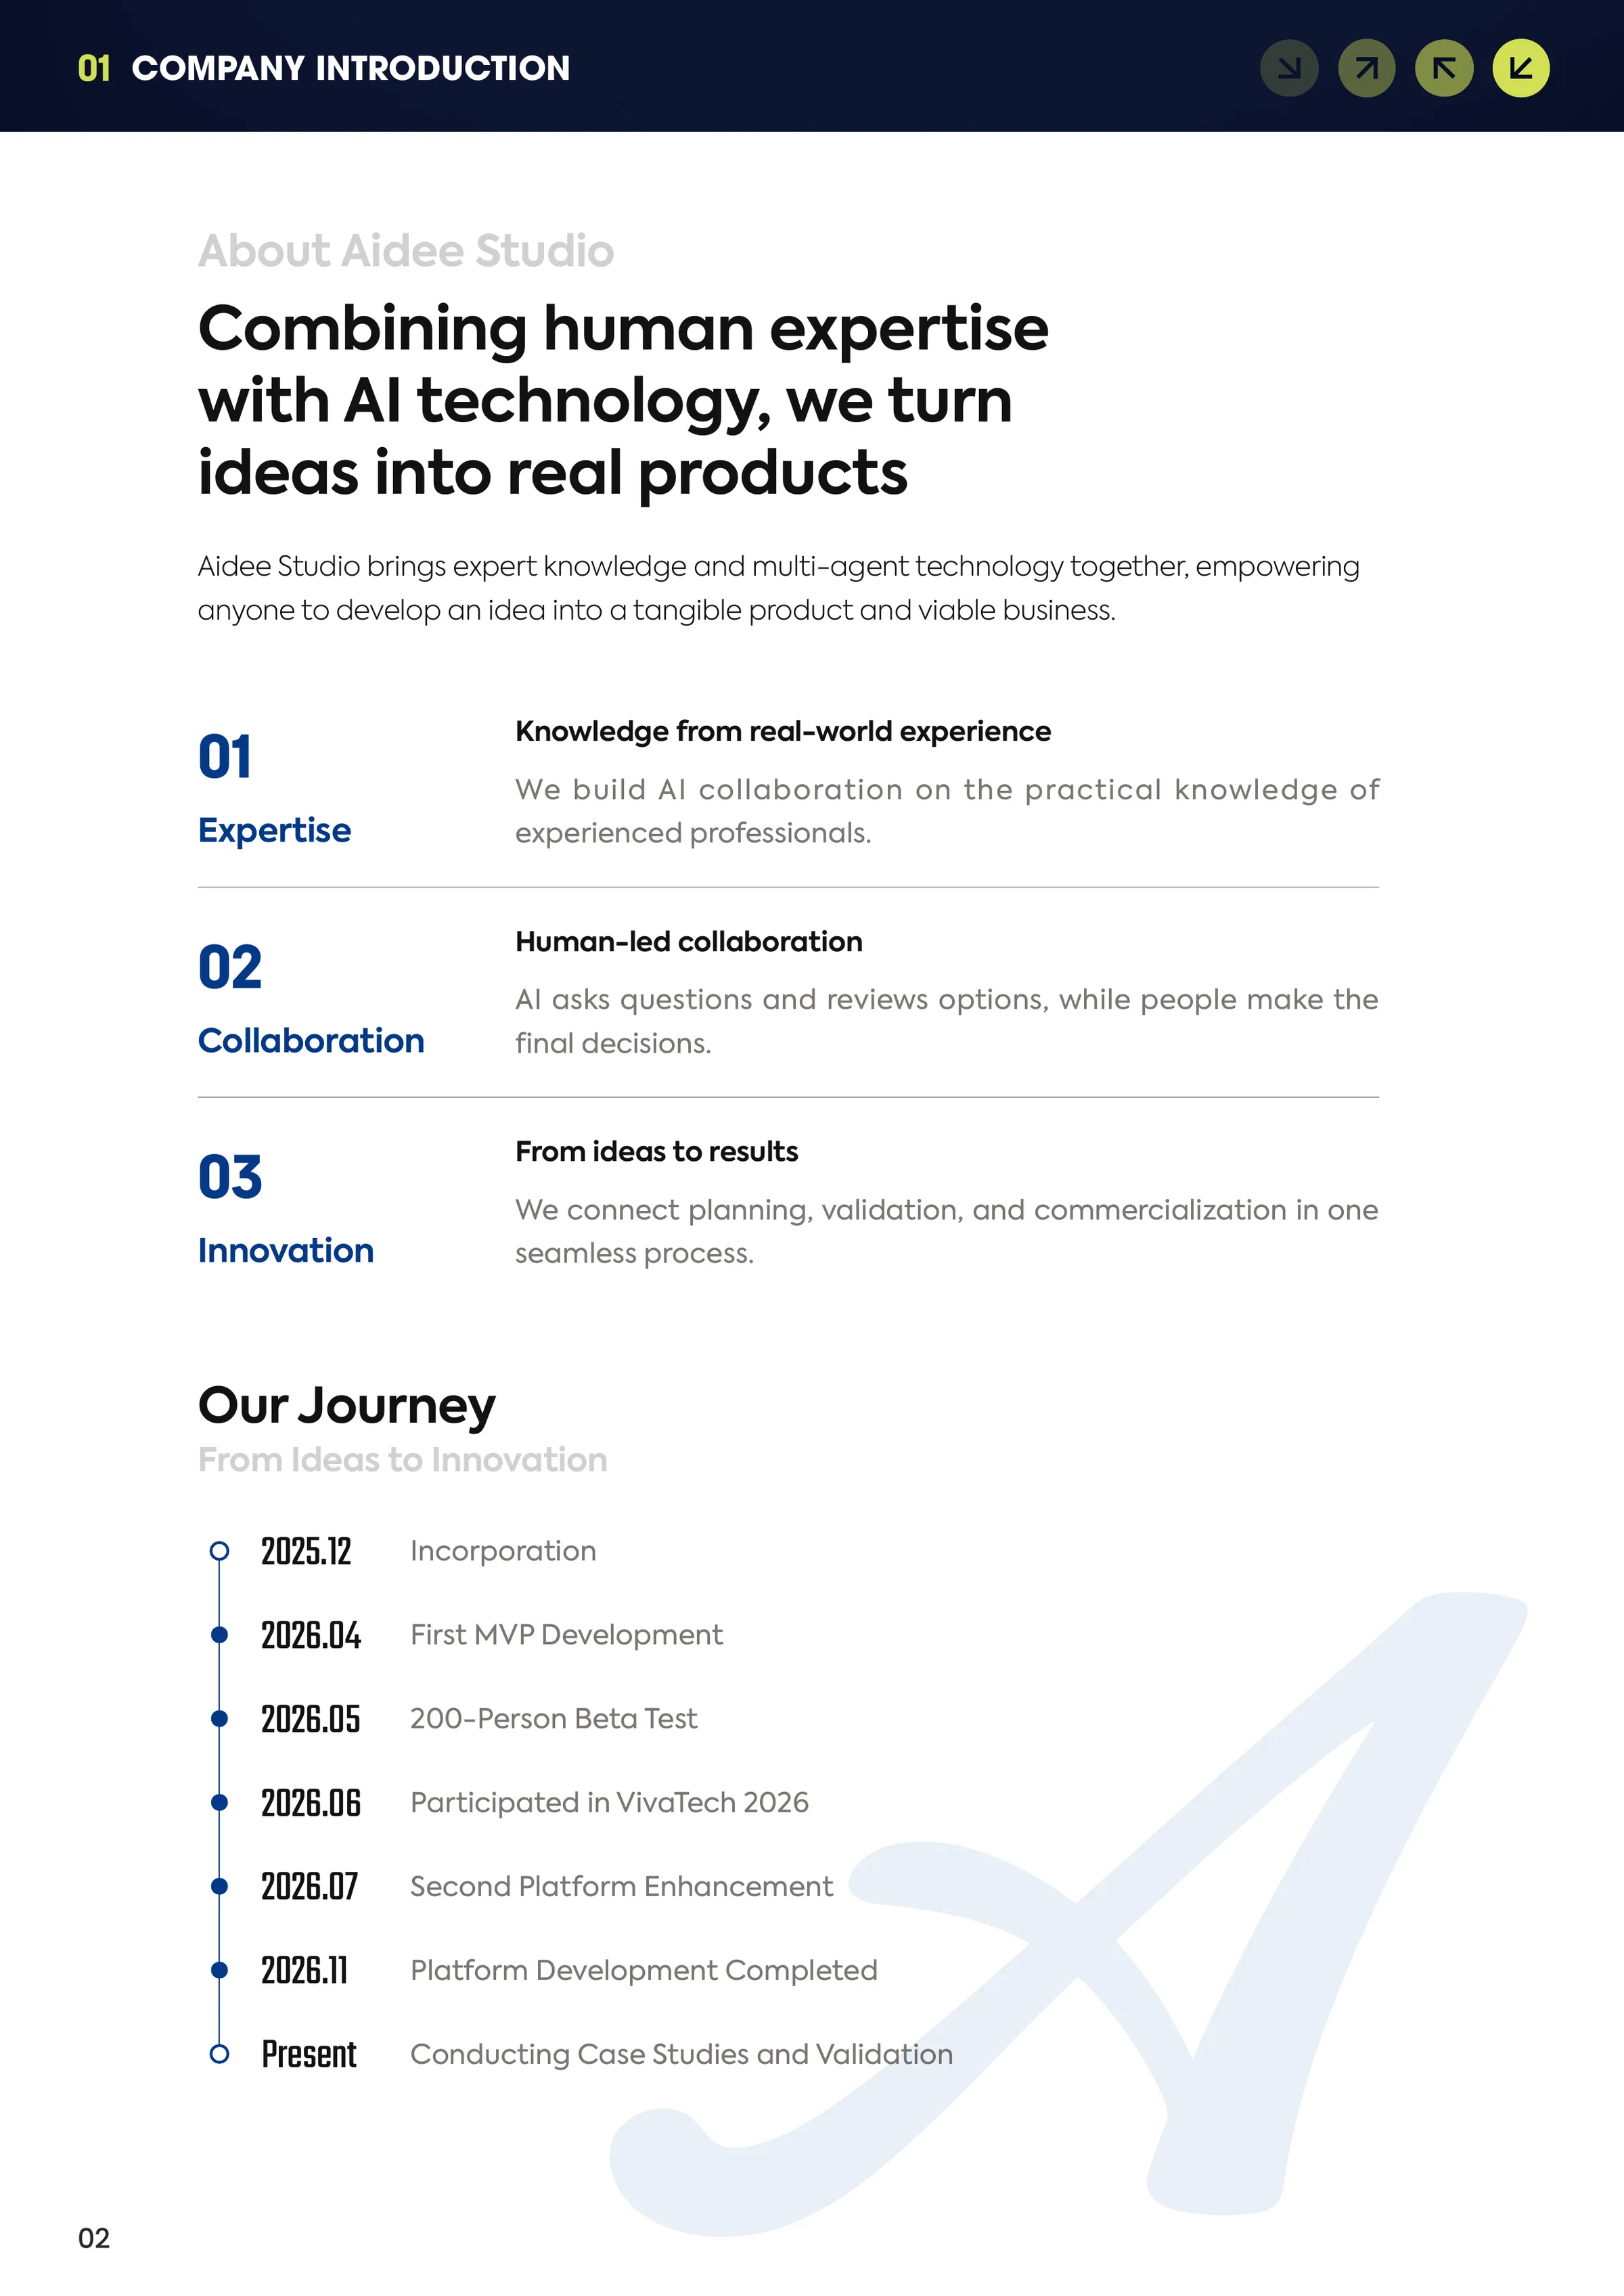 01 COMPANY INTRODUCTION
About Aidee Studio
Combining human expertise
with AI technology, we turn
ideas into real products
Aidee Studio brings expert knowledge and multi-agent technology together, empowering
anyone to develop an idea into a tangible product and viable business.
01
Expertise
Knowledge from real-world experience
We build AI collaboration on the practical knowledge of
experienced professionals.
02
Collaboration
Human-led collaboration
AI asks questions and reviews options, while people make the
final decisions.
03
Innovation
From ideas to results
We connect planning, validation, and commercialization in one
seamless process.
Our Journey
From Ideas to Innovation
2025.12 Incorporation
2026.04 First MVP Development
2026.05 200-Person Beta Test
2026.06 Participated in VivaTech 2026
2026.07 Second Platform Enhancement
2026.11 Platform Development Completed
Present Conducting Case Studies and Validation
A
02